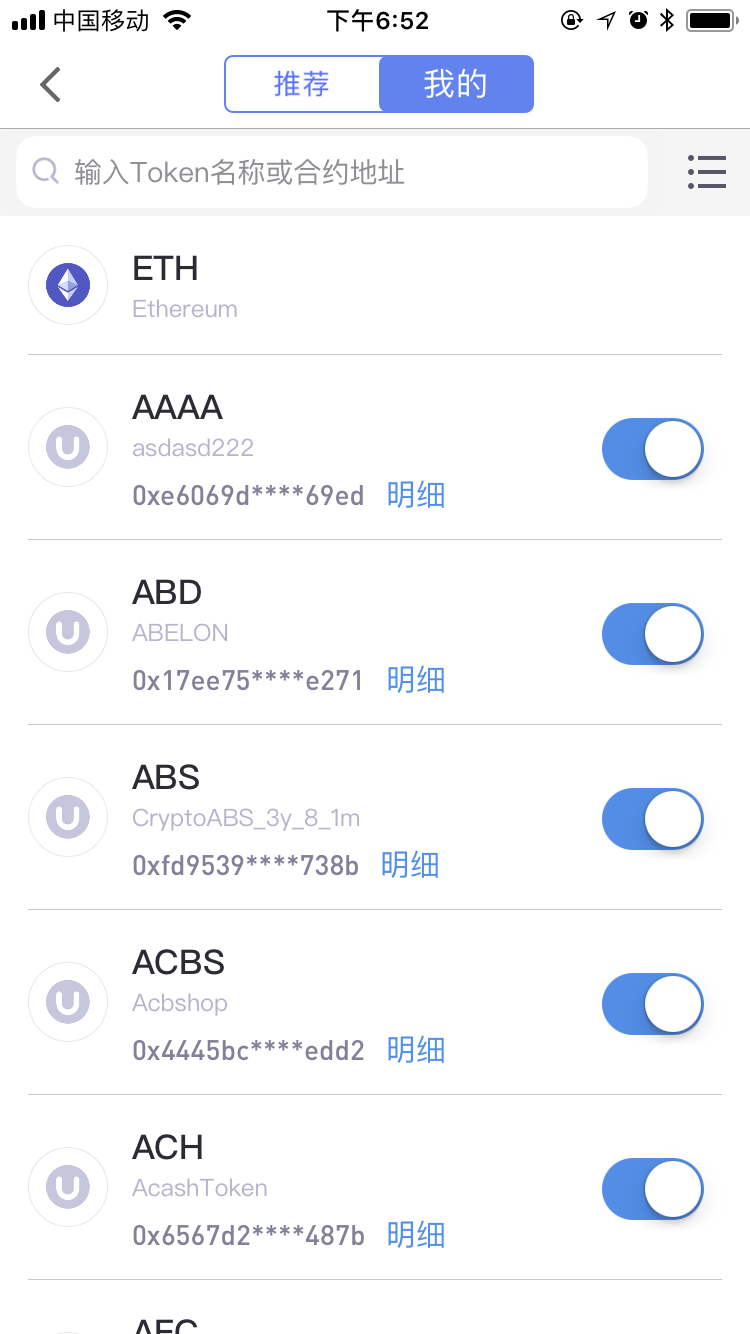 中国移动 下午6:52
推荐 我的
输入Token名称或合约地址
ETH
Ethereum
AAAA
asdasd222
0xe6069d****69ed 明细
ABD
ABELON
0x17ee75****e271 明细
ABS
CryptoABS_3y_8_1m
0xfd9539****738b 明细
ACBS
Acbshop
0x4445bc****edd2 明细
ACH
AcashToken
0x6567d2****487b 明细